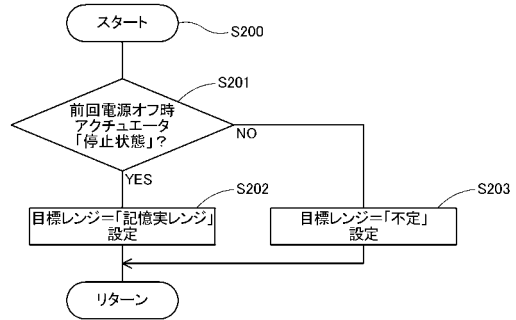 スタート
S200
S201
前回電源オフ時
アクチュエータ
「停止状態」?
NO
YES
S202
目標レンジ=「記憶実レンジ」
設定
S203
目標レンジ=「不定」
設定
リターン